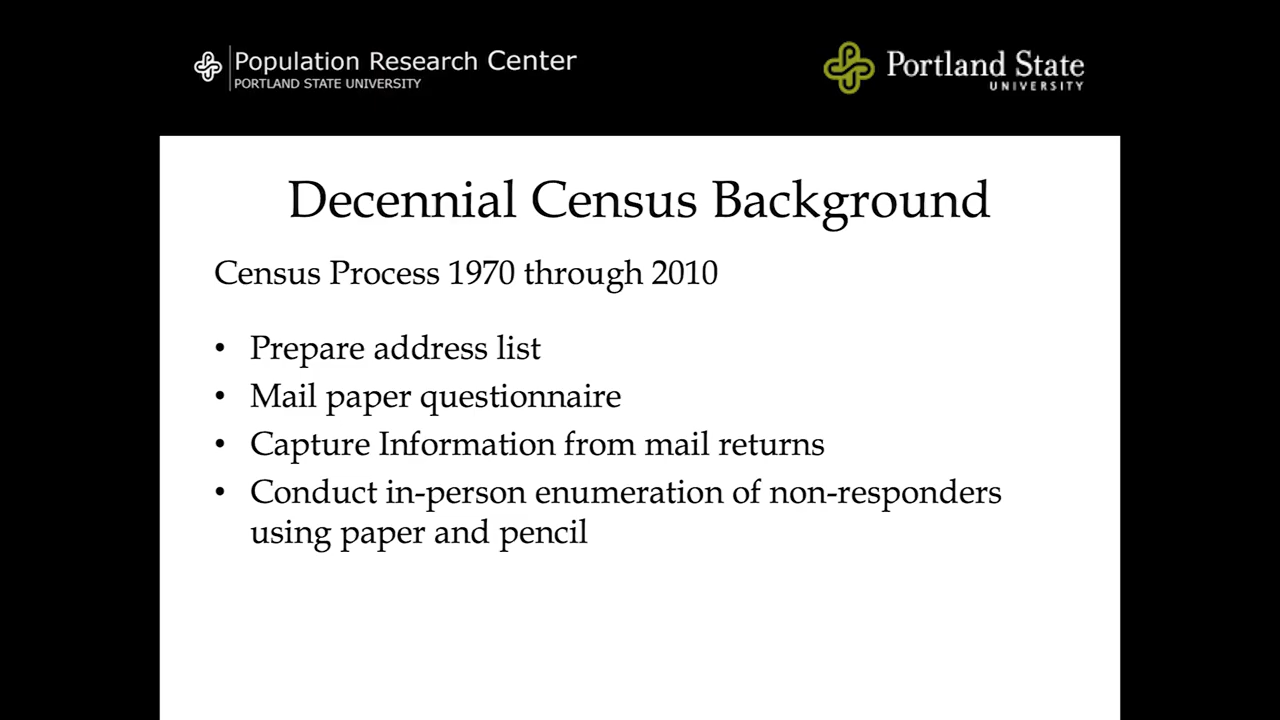 Population Research Center
PORTLAND STATE UNIVERSITY
Portland State
UNIVERSITY
Decennial Census Background
Census Process 1970 through 2010
• Prepare address list
• Mail paper questionnaire
• Capture Information from mail returns
• Conduct in-person enumeration of non-responders
using paper and pencil